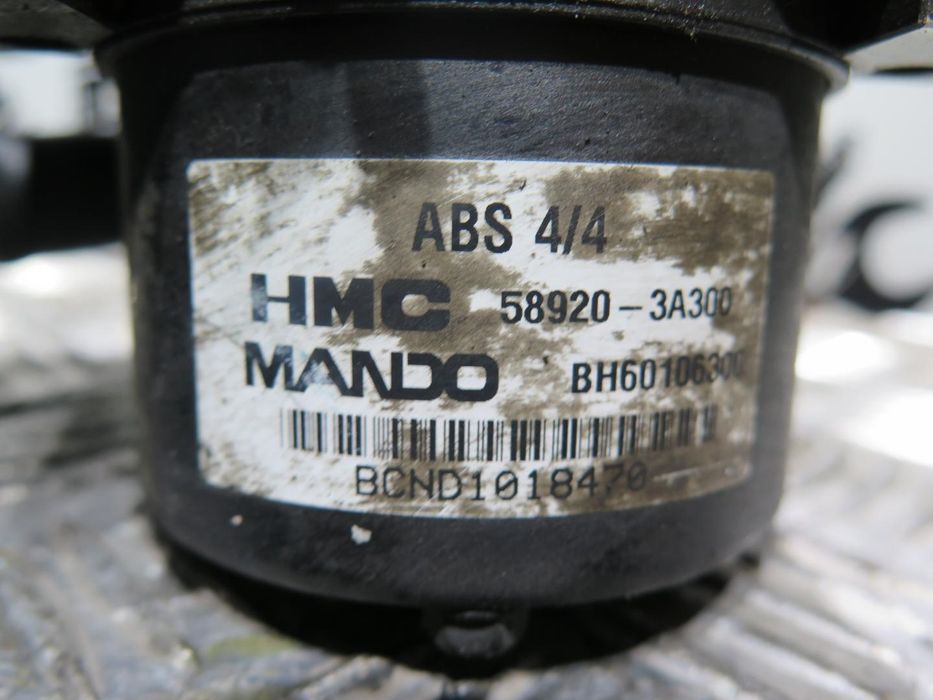 ABS 4/4
HMC 58920-3A300
MANDO BH60106300
BCND1018470